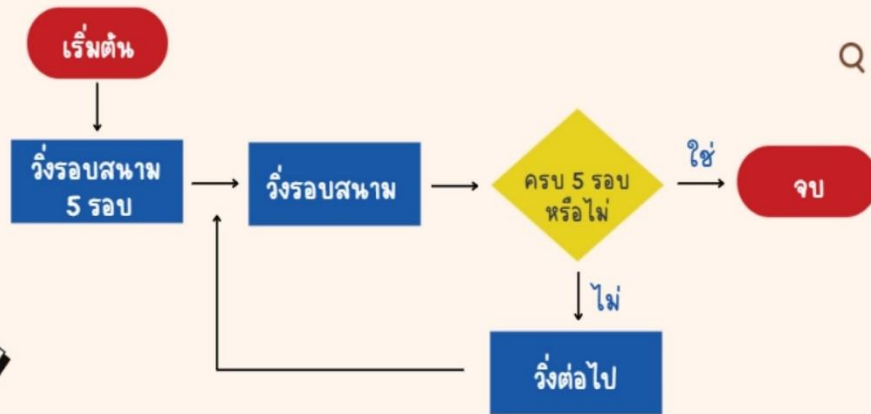 เริ่มต้น
วิ่งรอบสนาม
5 รอบ
วิ่งรอบสนาม
ครบ 5 รอบ
หรือไม่
ใช่
จบ
ไม่
วิ่งต่อไป